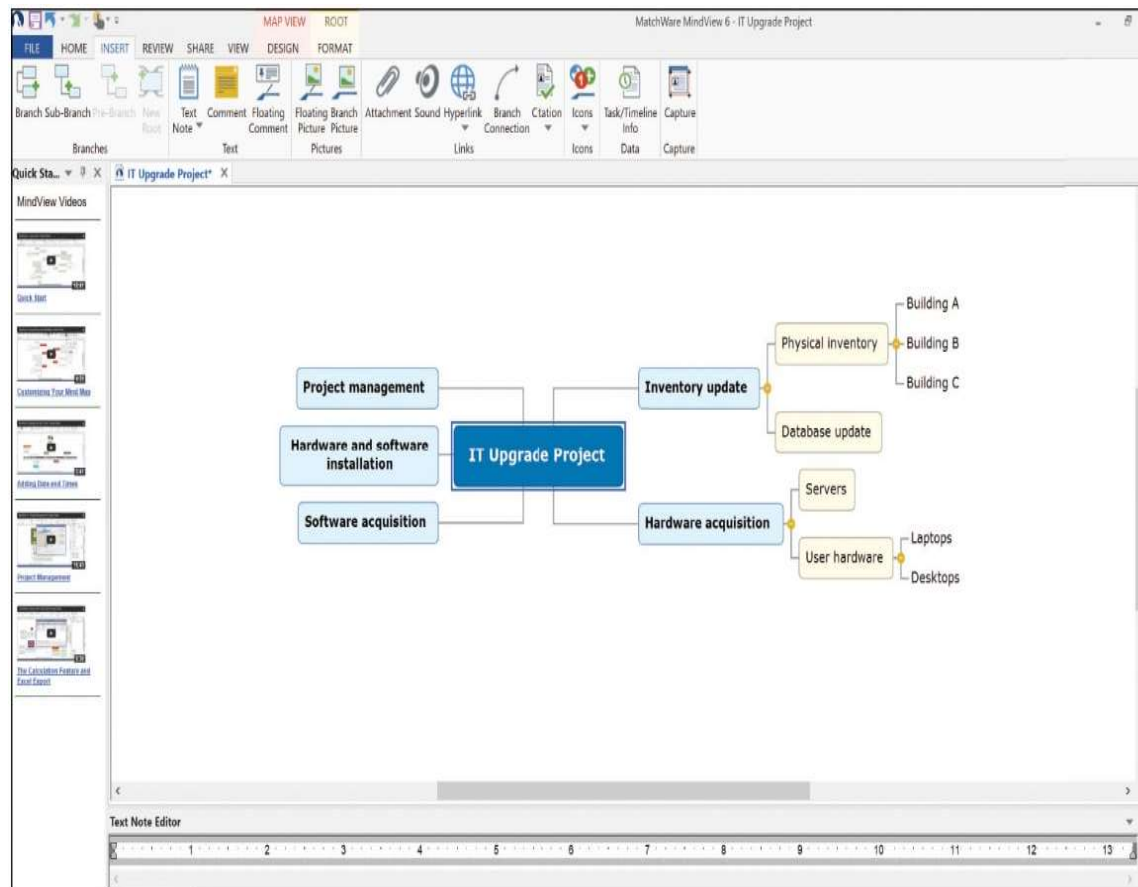 MAP VIEW ROOT MatchWare MindView 6 - IT Upgrade Project
FILE HOME INSERT REVIEW SHARE VIEW DESIGN FORMAT
Branch Sub-Branch Pre-Branch New Root
Text Note Comment Floating Comment
Floating Picture Branch Picture
Attachment Sound Hyperlink Branch Connection Ctation
Icons Task/Timeline Info Capture
Branches Text Pictures Links Icons Data Capture
Quick Sta... X IT Upgrade Project* X
MindView Videos
Quick Start
Customizing Your Mind Map
Adding Date and Times
Project Management
The Calculation Feature and
Excel Export
Project management
Hardware and software
installation
Software acquisition
IT Upgrade Project
Inventory update
Physical inventory
Building A
Building B
Building C
Database update
Hardware acquisition
Servers
User hardware
Laptops
Desktops
Text Note Editor
1 2 3 4 5 6 7 8 9 10 11 12 13